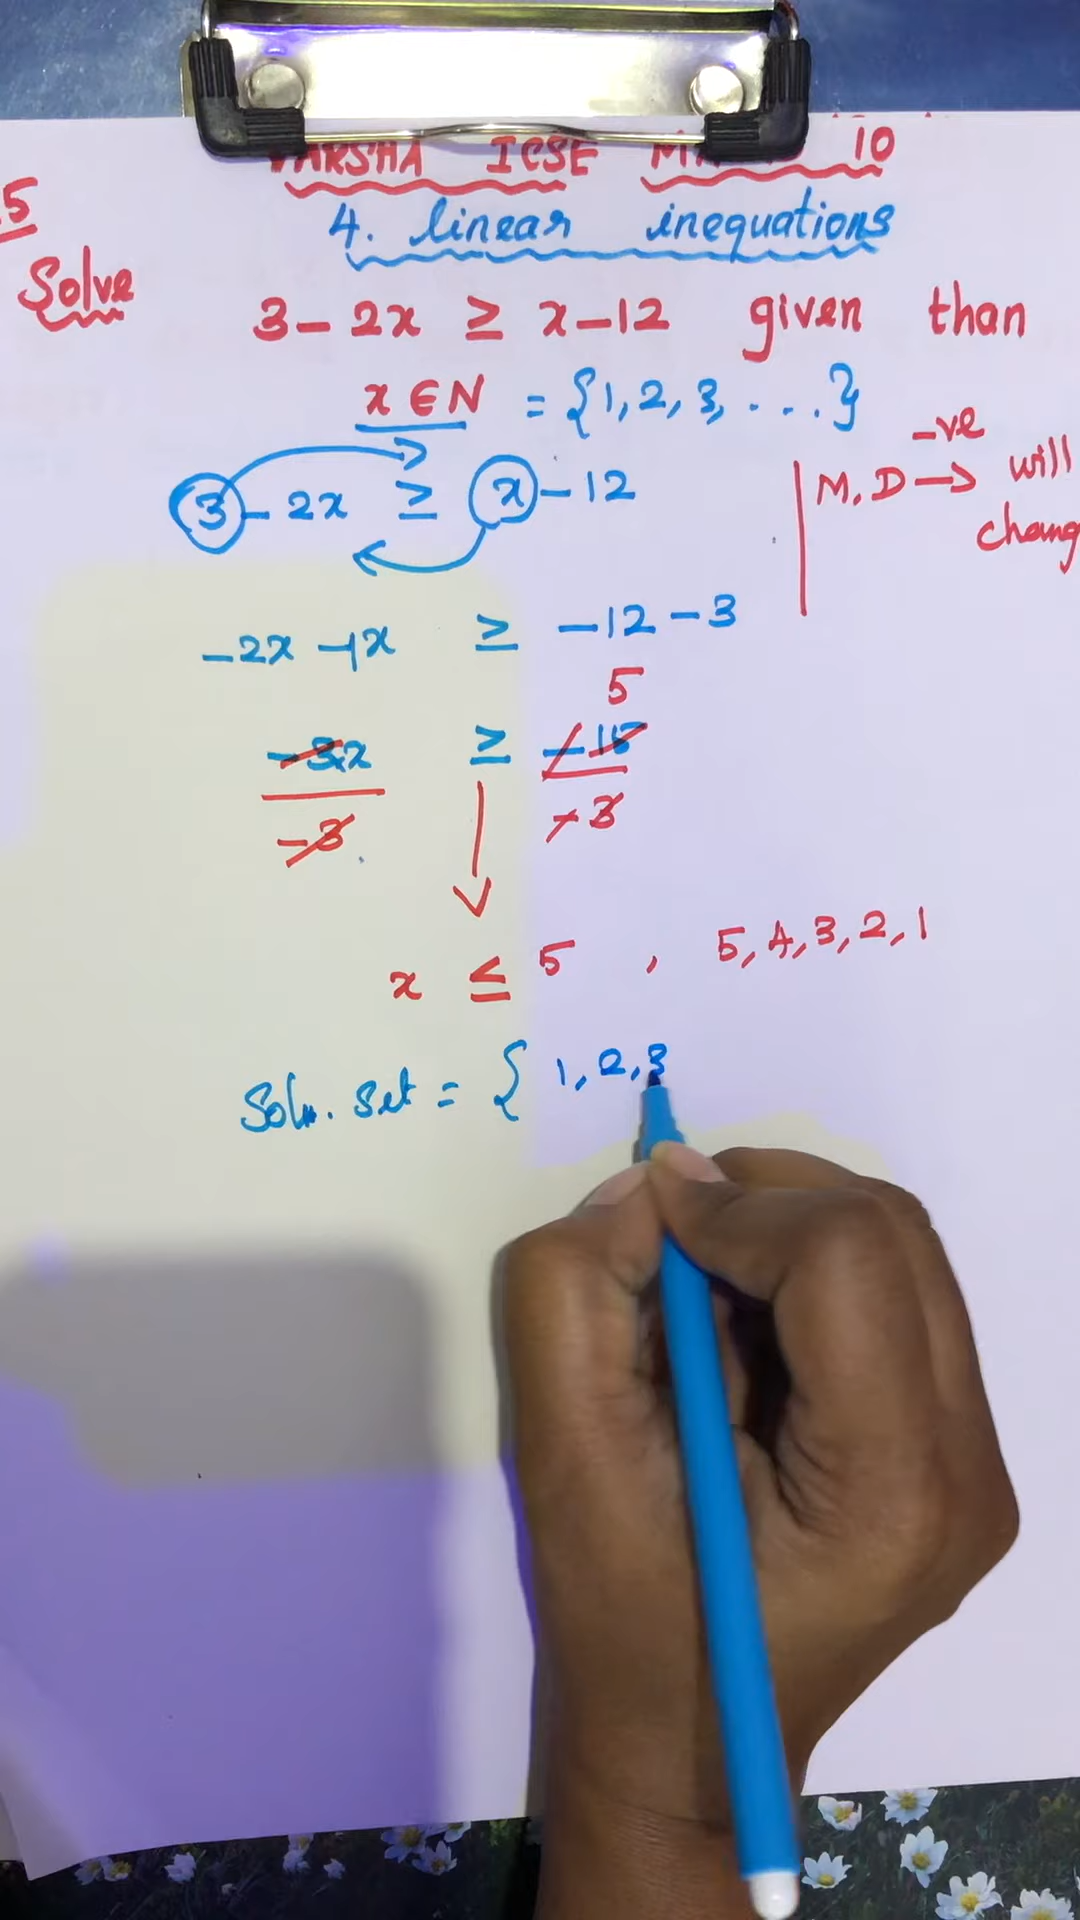 VARSHA ICSE 10
4. linear inequations
5
Solve 3 - 2x ≥ x - 12 given than
x ∈ N = {1, 2, 3, ....}
3 - 2x ≥ x - 12
M, D → -ve will
chang
-2x - 1x ≥ -12 - 3
5
-3x ≥ -15
-3 -3
x ≤ 5 , 5, 4, 3, 2, 1
Soln. Set = { 1, 2, 3